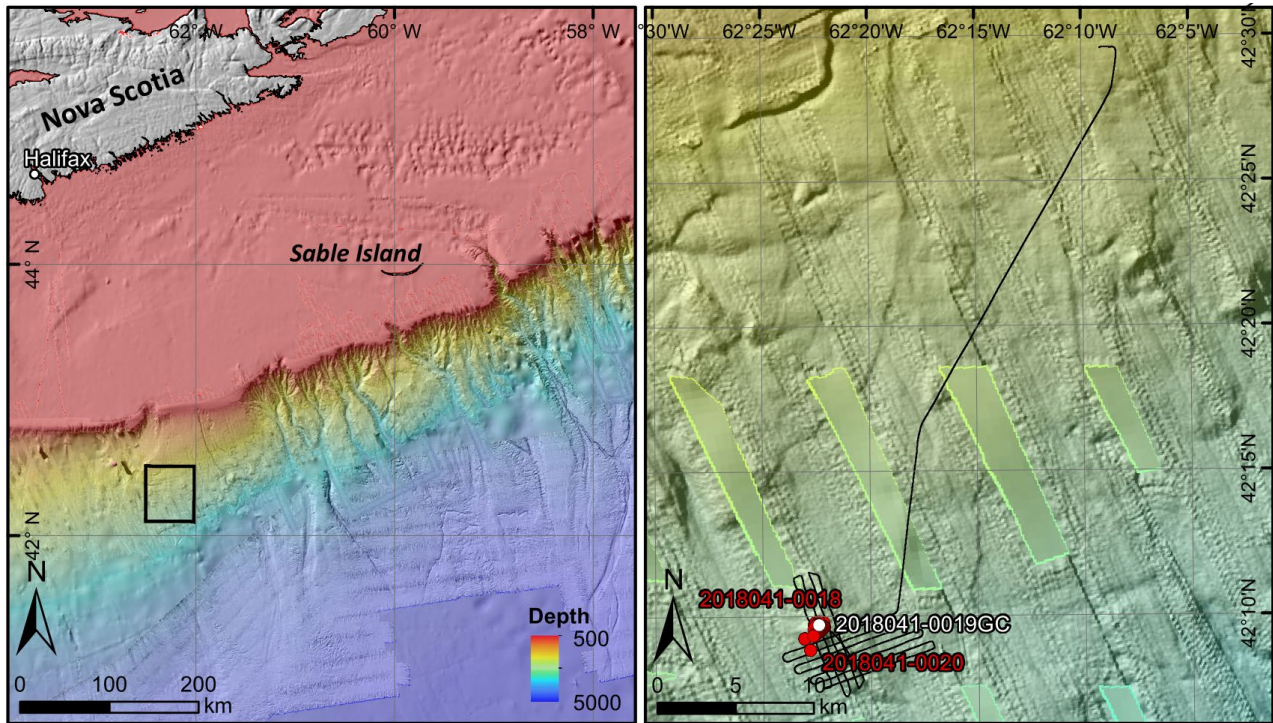 62° W
60° W
58° W
Nova Scotia
Halifax
Sable Island
44° N
42° N
N
Depth
500
5000
0
100
200
km
62°25'W
62°20'W
62°15'W
62°10'W
62°5'W
42°30'N
42°25'N
42°20'N
42°15'N
42°10'N
2018041-0018
2018041-0019GC
2018041-0020
N
0
5
10
km